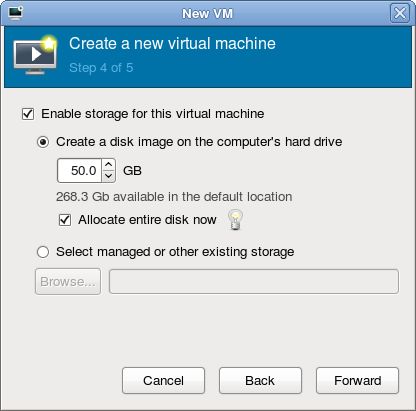 New VM
Create a new virtual machine
Step 4 of 5
Enable storage for this virtual machine
Create a disk image on the computer's hard drive
50.0 GB
268.3 Gb available in the default location
Allocate entire disk now
Select managed or other existing storage
Browse...
Cancel Back Forward